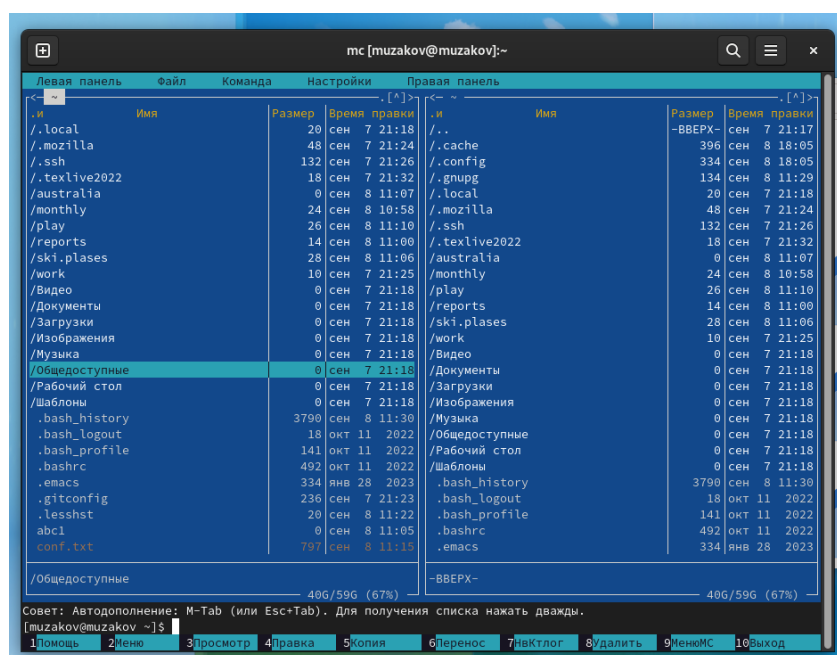 mc [muzakov@muzakov]:~
Левая панель Файл Команда Настройки Правая панель
<— ~ .[^]> <— ~ .[^]>
.и Имя Размер Время правки .и Имя Размер Время правки
/.local 20 сен 7 21:18 /.. -ВВЕРХ- сен 7 21:17
/.mozilla 48 сен 7 21:24 /.cache 396 сен 8 18:05
/.ssh 132 сен 7 21:26 /.config 334 сен 8 18:05
/.texlive2022 18 сен 7 21:32 /.gnupg 134 сен 8 11:29
/australia 0 сен 8 11:07 /.local 20 сен 7 21:18
/monthly 24 сен 8 10:58 /.mozilla 48 сен 7 21:24
/play 26 сен 8 11:10 /.ssh 132 сен 7 21:26
/reports 14 сен 8 11:00 /.texlive2022 18 сен 7 21:32
/ski.plases 28 сен 8 11:06 /australia 0 сен 8 11:07
/work 10 сен 7 21:25 /monthly 24 сен 8 10:58
/Видео 0 сен 7 21:18 /play 26 сен 8 11:10
/Документы 0 сен 7 21:18 /reports 14 сен 8 11:00
/Загрузки 0 сен 7 21:18 /ski.plases 28 сен 8 11:06
/Изображения 0 сен 7 21:18 /work 10 сен 7 21:25
/Музыка 0 сен 7 21:18 /Видео 0 сен 7 21:18
/Общедоступные 0 сен 7 21:18 /Документы 0 сен 7 21:18
/Рабочий стол 0 сен 7 21:18 /Загрузки 0 сен 7 21:18
/Шаблоны 0 сен 7 21:18 /Изображения 0 сен 7 21:18
.bash_history 3790 сен 8 11:30 /Музыка 0 сен 7 21:18
.bash_logout 18 окт 11 2022 /Общедоступные 0 сен 7 21:18
.bash_profile 141 окт 11 2022 /Рабочий стол 0 сен 7 21:18
.bashrc 492 окт 11 2022 /Шаблоны 0 сен 7 21:18
.emacs 334 янв 28 2023 .bash_history 3790 сен 8 11:30
.gitconfig 236 сен 7 21:23 .bash_logout 18 окт 11 2022
.lesshst 20 сен 8 11:22 .bash_profile 141 окт 11 2022
abc1 0 сен 8 11:05 .bashrc 492 окт 11 2022
conf.txt 797 сен 8 11:15 .emacs 334 янв 28 2023
/Общедоступные -ВВЕРХ-
40G/59G (67%) 40G/59G (67%)
Совет: Автодополнение: M-Tab (или Esc+Tab). Для получения списка нажать дважды.
[muzakov@muzakov ~]$
1Помощь 2Меню 3Просмотр 4Правка 5Копия 6Перенос 7НвКтлог 8Удалить 9МенюMC 10Выход